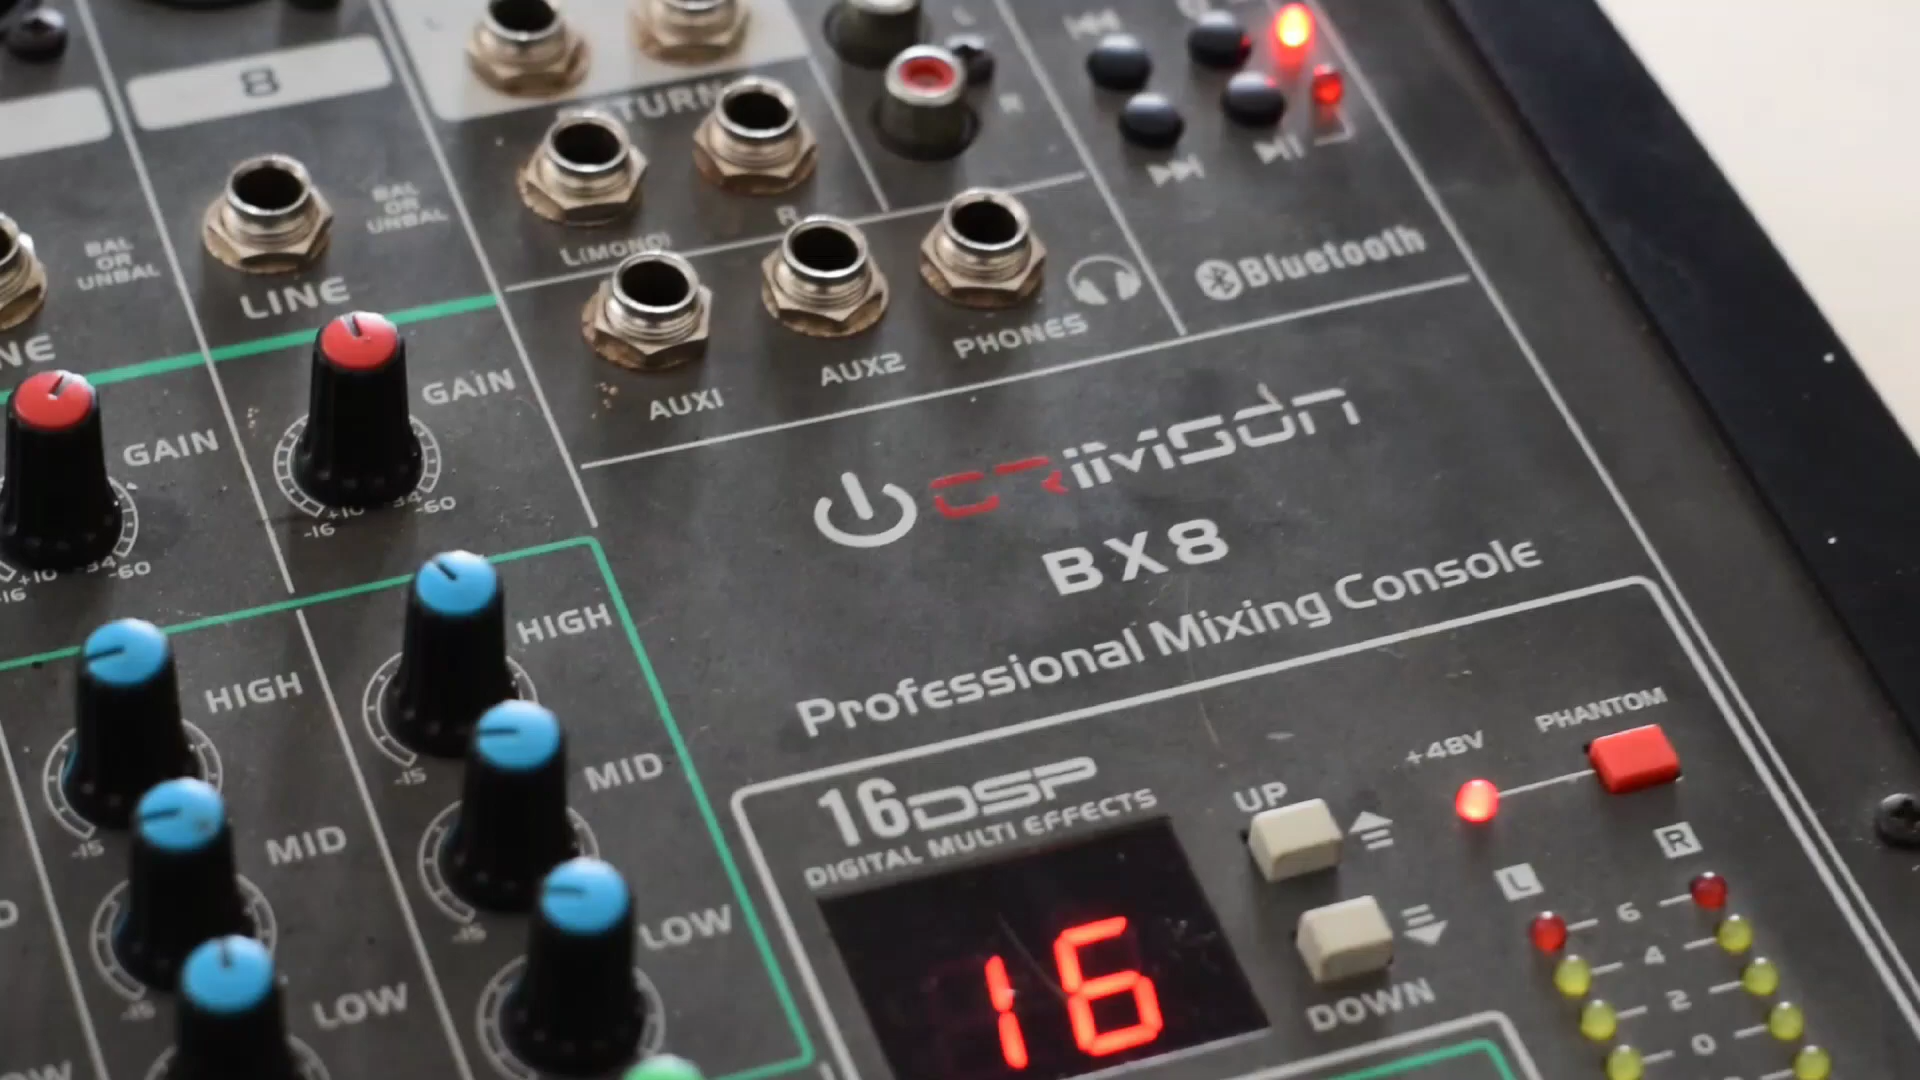 8
RETURN
L
R
BAL
OR
UNBAL
BAL
OR
UNBAL
LINE
L(MONO)
R
Bluetooth
AUX1
AUX2
PHONES
GAIN
GAIN
+10
-34
-16
-60
+10
-34
-16
-60
CRIIMSON
BX8
Professional Mixing Console
HIGH
HIGH
-15
-15
MID
MID
-15
-15
LOW
LOW
-15
16DSP
DIGITAL MULTI EFFECTS
16
UP
DOWN
+48V
PHANTOM
L
R
6
4
2
0